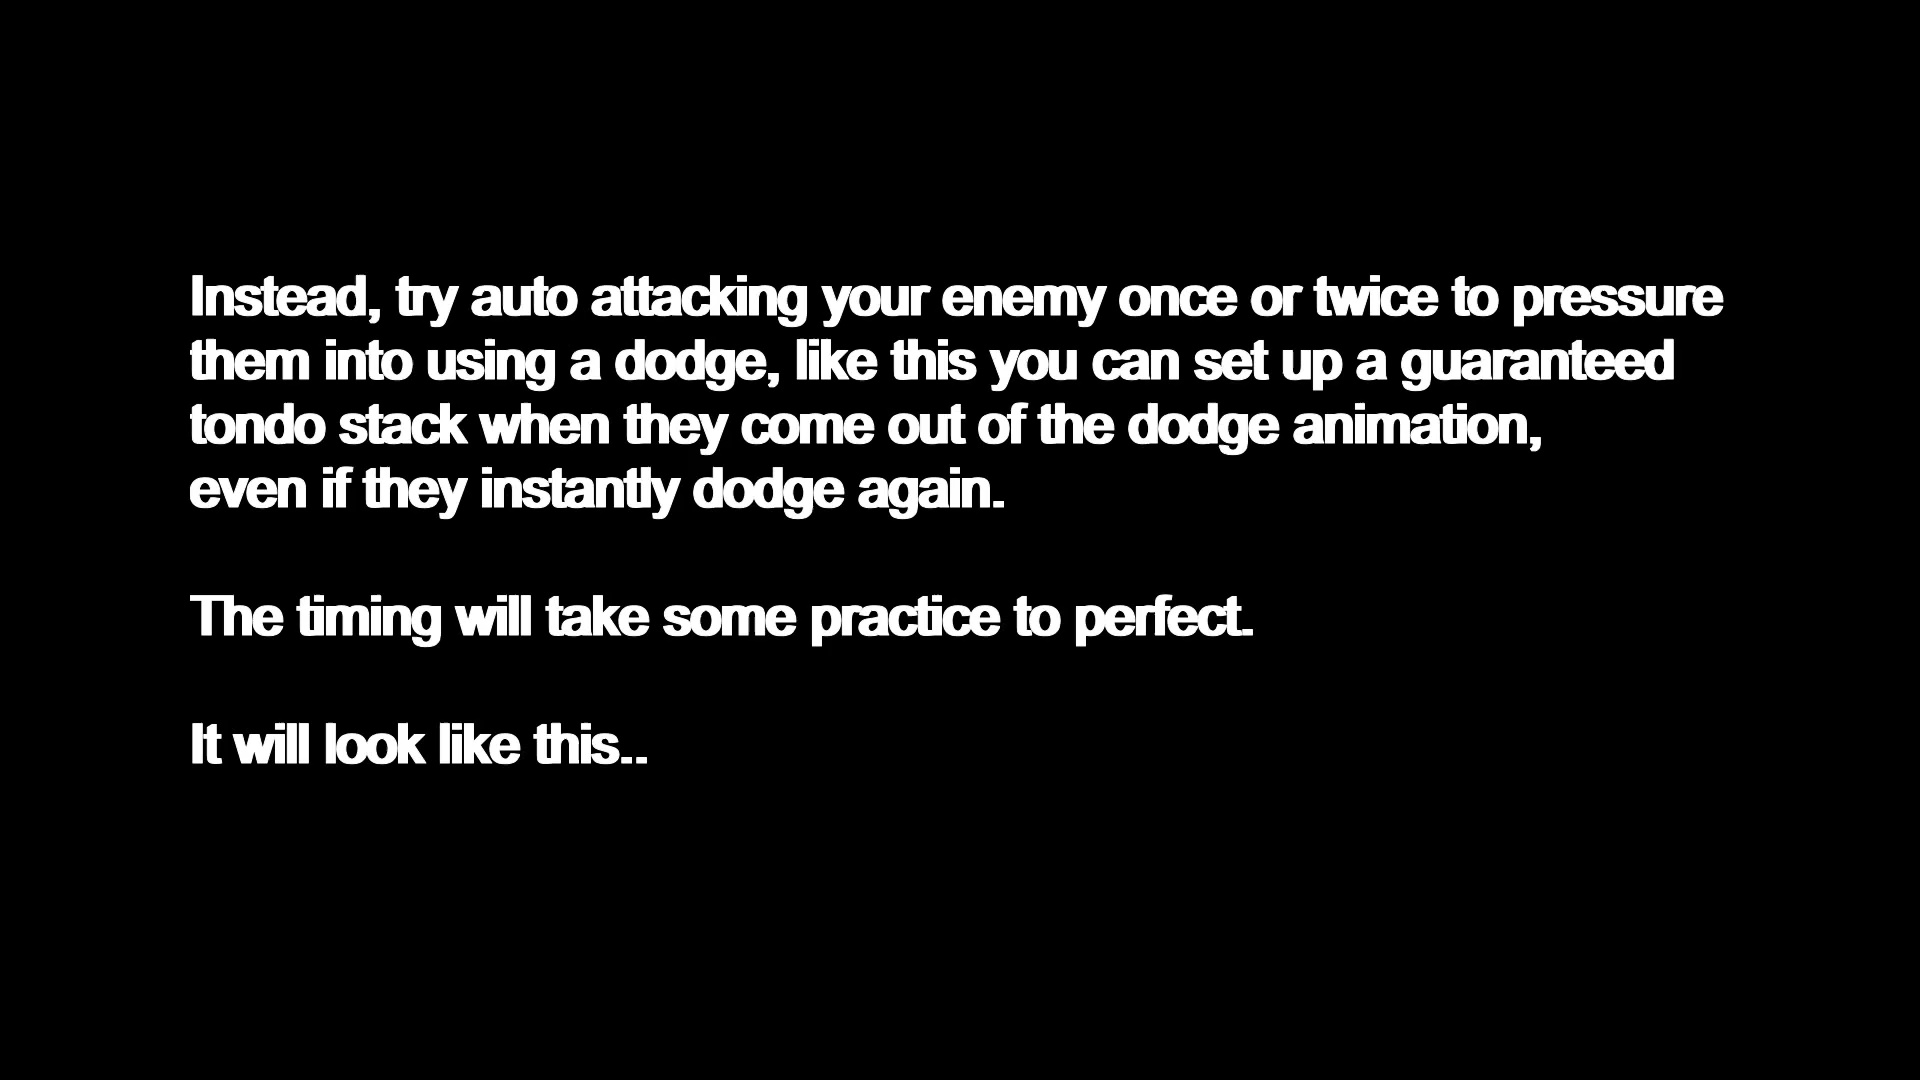 Instead, try auto attacking your enemy once or twice to pressure
them into using a dodge, like this you can set up a guaranteed
tondo stack when they come out of the dodge animation,
even if they instantly dodge again.
The timing will take some practice to perfect.
It will look like this..